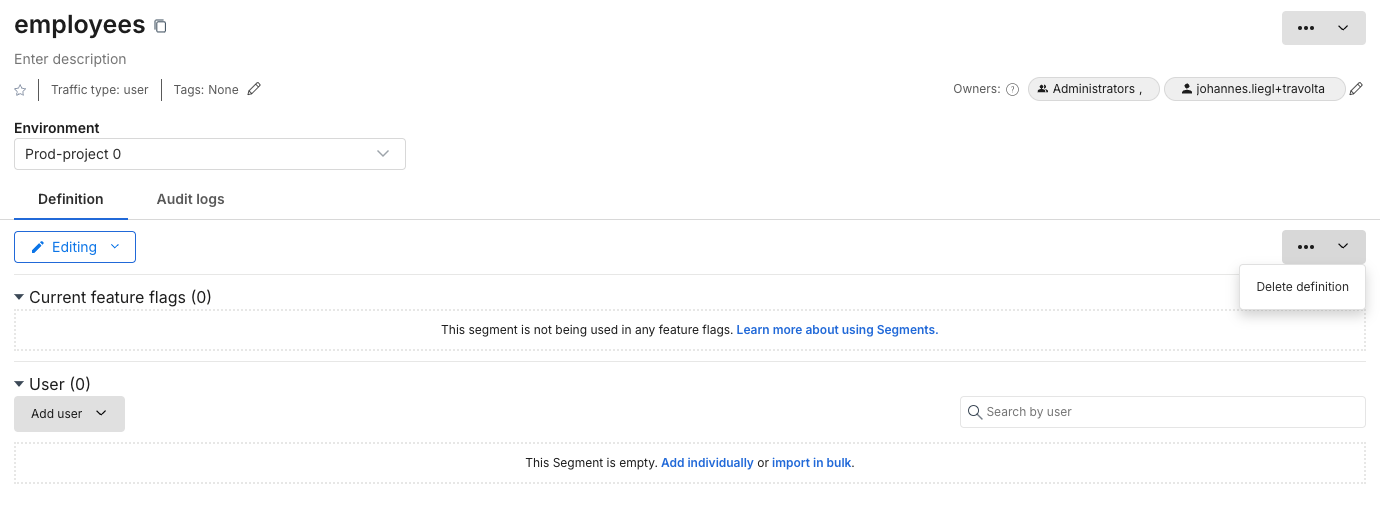 employees
Enter description
Traffic type: user
Tags: None
Owners:
Administrators ,
johannes.liegl+travolta
Environment
Prod-project 0
Definition
Audit logs
Editing
Delete definition
Current feature flags (0)
This segment is not being used in any feature flags. Learn more about using Segments.
User (0)
Add user
Search by user
This Segment is empty. Add individually or import in bulk.